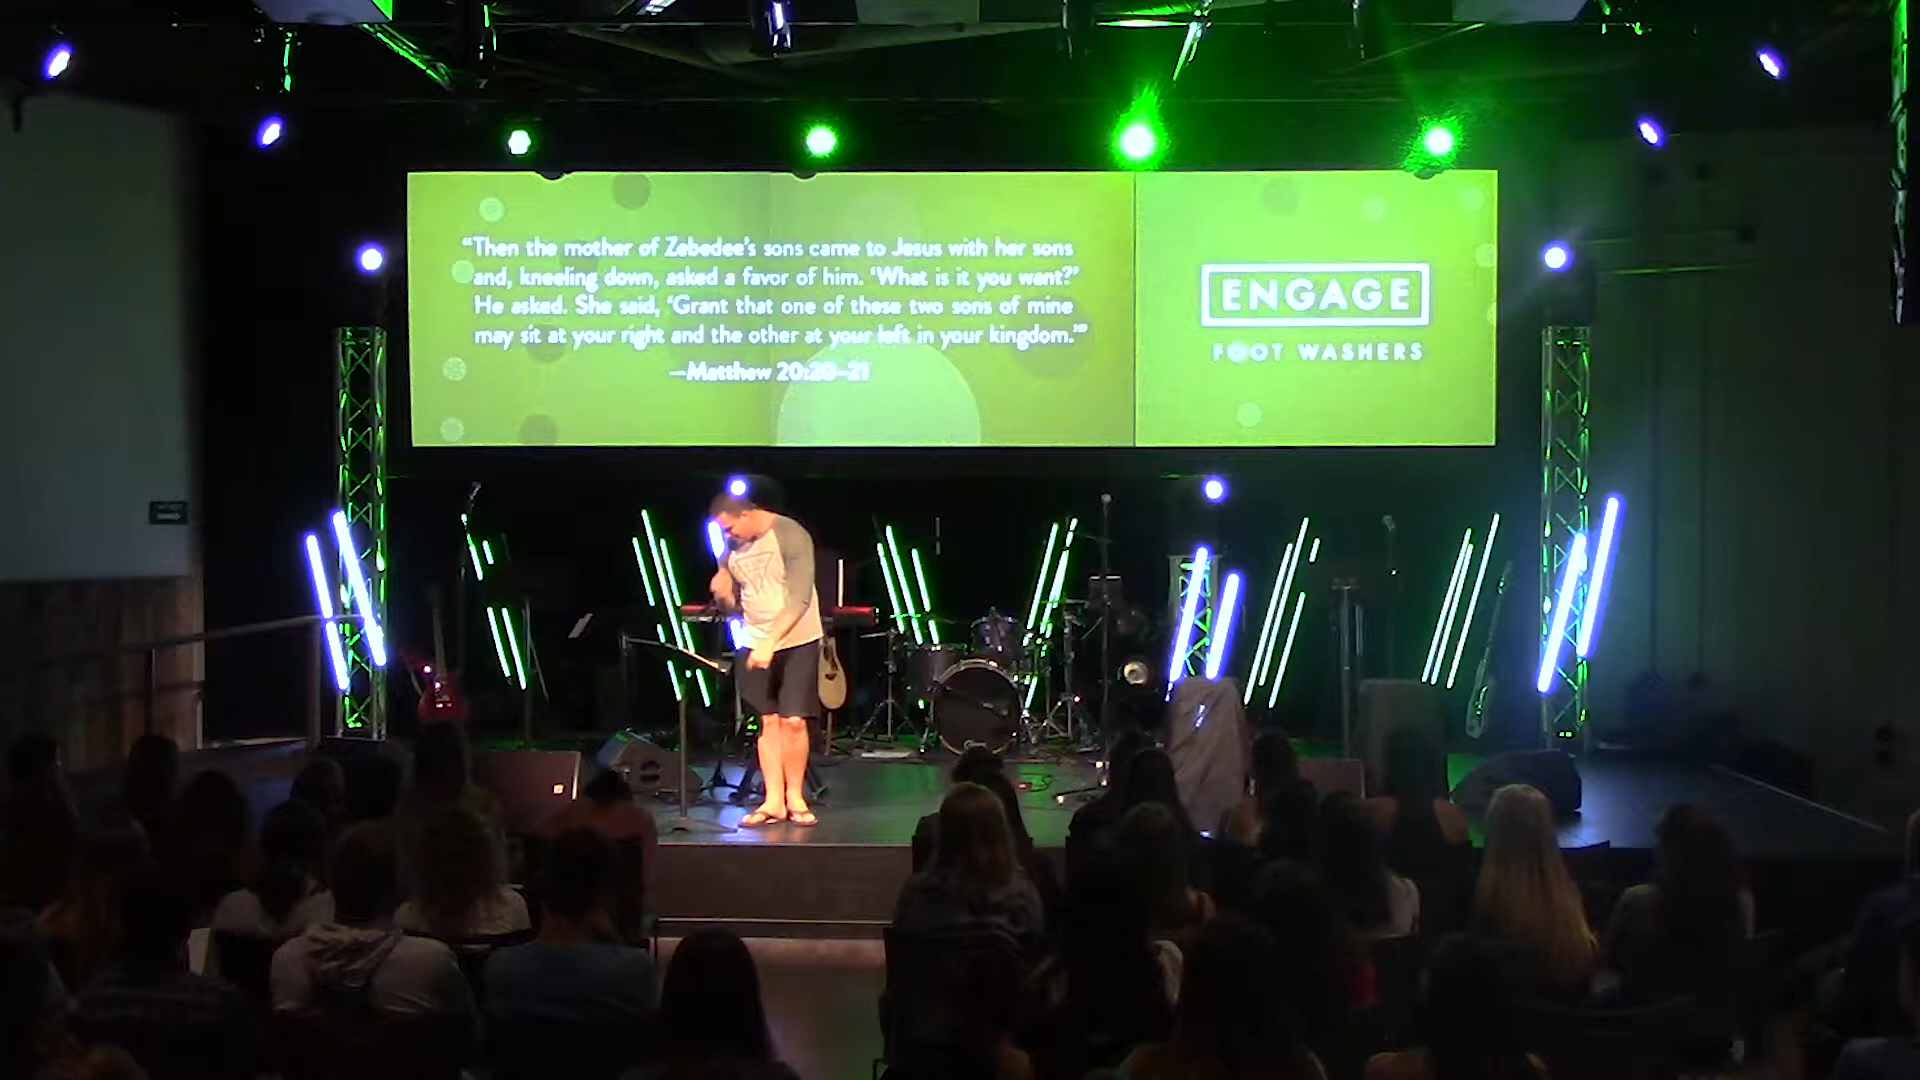 “Then the mother of Zebedee's sons came to Jesus with her sons
and, kneeling down, asked a favor of him. ‘What is it you want?’
He asked. She said, ‘Grant that one of these two sons of mine
may sit at your right and the other at your left in your kingdom.’”
—Matthew 20:20–21
ENGAGE
FOOT WASHERS